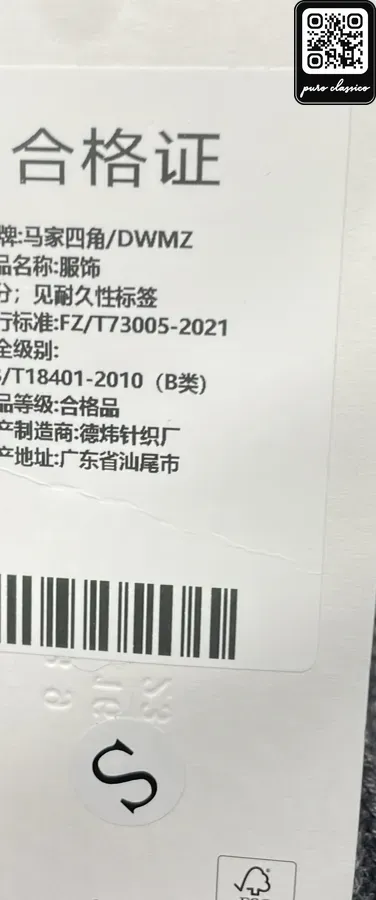 puro classico
合格证
牌:马家四角/DWMZ
品名称:服饰
分；见耐久性标签
行标准:FZ/T73005-2021
全级别:
/T18401-2010（B类）
品等级:合格品
产制造商:德炜针织厂
产地址:广东省汕尾市
S
FSC